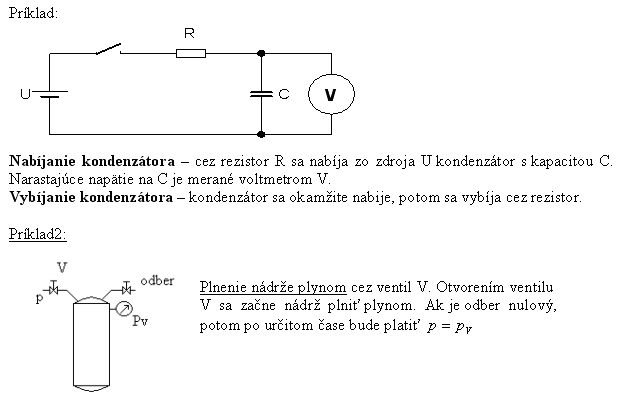 Príklad:
R
U
C
V
Nabíjanie kondenzátora – cez rezistor R sa nabíja zo zdroja U kondenzátor s kapacitou C.
Narastajúce napätie na C je merané voltmetrom V.
Vybíjanie kondenzátora – kondenzátor sa okamžite nabije, potom sa vybíja cez rezistor.
Príklad2:
V
odber
p
Pv
Plnenie nádrže plynom cez ventil V. Otvorením ventilu
V sa začne nádrž plniť plynom. Ak je odber nulový,
potom po určitom čase bude platiť p = pV